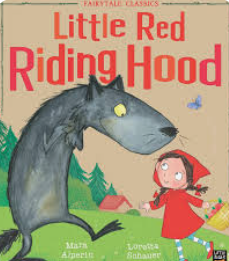 FAIRYTALE CLASSICS
Little Red
Riding Hood
Mara
Alperin
Loretta
Schauer